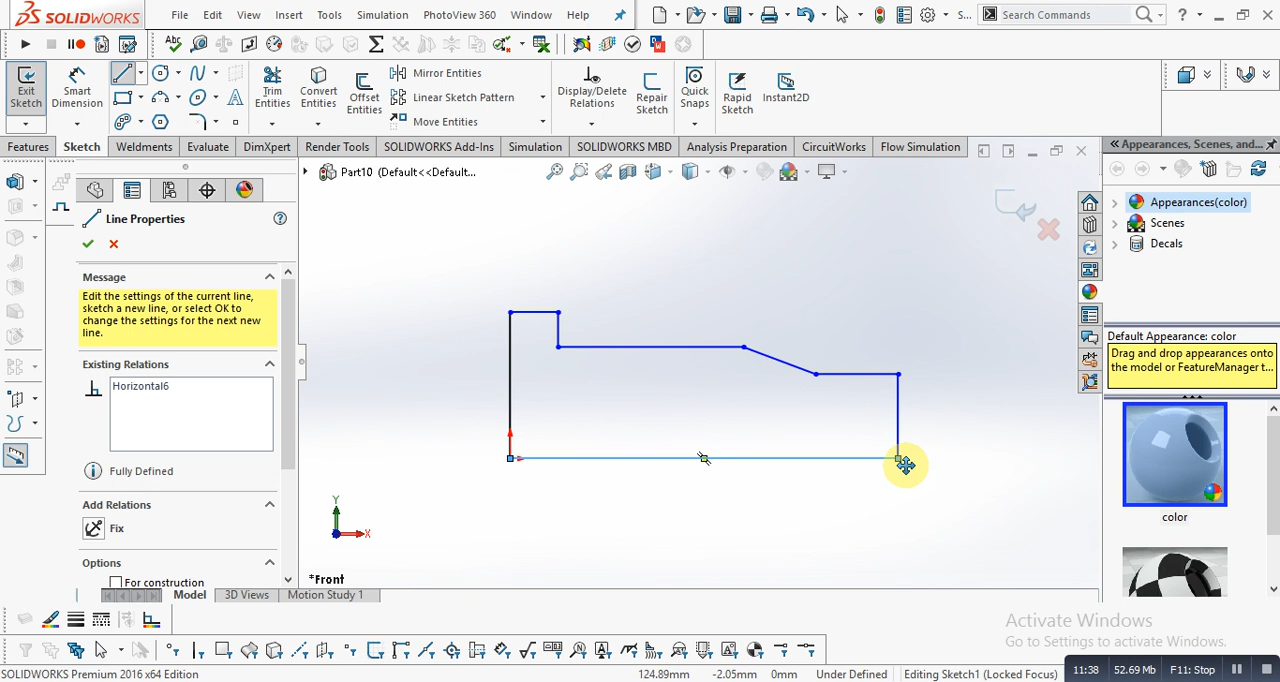 SOLIDWORKS File Edit View Insert Tools Simulation PhotoView 360 Window Help S... Search Commands
Exit Sketch
Smart Dimension
Trim Entities
Convert Entities
Offset Entities
Mirror Entities
Linear Sketch Pattern
Move Entities
Display/Delete Relations
Repair Sketch
Quick Snaps
Rapid Sketch
Instant2D
Features Sketch Weldments Evaluate DimXpert Render Tools SOLIDWORKS Add-Ins Simulation SOLIDWORKS MBD Analysis Preparation CircuitWorks Flow Simulation
Part10 (Default<<Default...
Line Properties
Message
Edit the settings of the current line,
sketch a new line, or select OK to
change the settings for the next new
line.
Existing Relations
Horizontal6
Fully Defined
Add Relations
Fix
Options
For construction
Y
X
*Front
Appearances, Scenes, and...
Appearances(color)
Scenes
Decals
Default Appearance: color
Drag and drop appearances onto
the model or FeatureManager t...
color
Model 3D Views Motion Study 1
Activate Windows
Go to Settings to activate Windows.
SOLIDWORKS Premium 2016 x64 Edition 124.89mm -2.05mm 0mm Under Defined Editing Sketch1 (Locked Focus)
11:38 52.69 Mb F11: Stop